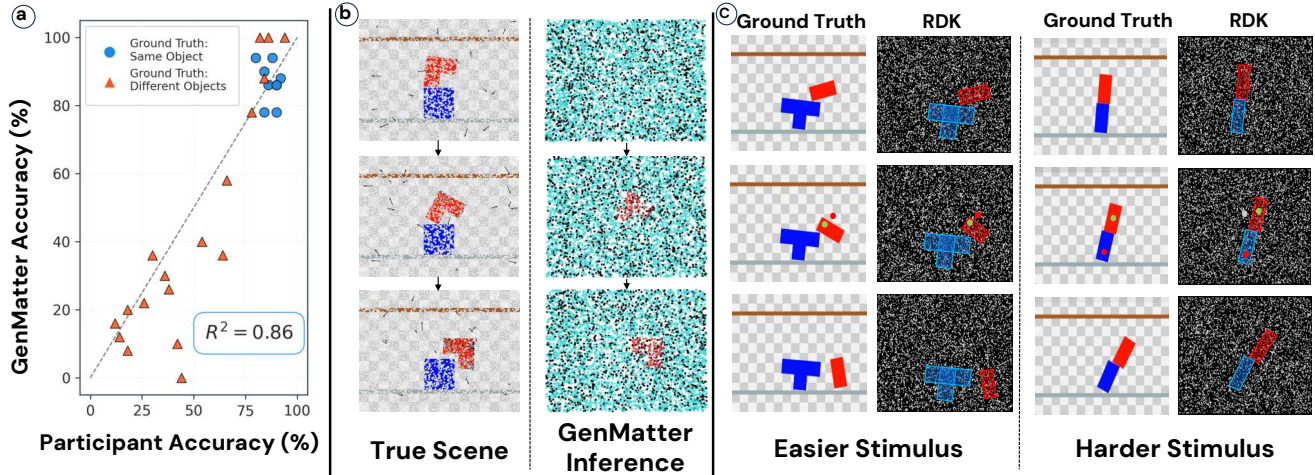 a
GenMatter Accuracy (%)
100
80
60
40
20
0
Ground Truth:
Same Object
Ground Truth:
Different Objects
R² = 0.86
0 25 50 75 100
Participant Accuracy (%)
b
True Scene
GenMatter
Inference
c
Ground Truth RDK
Easier Stimulus
Ground Truth RDK
Harder Stimulus